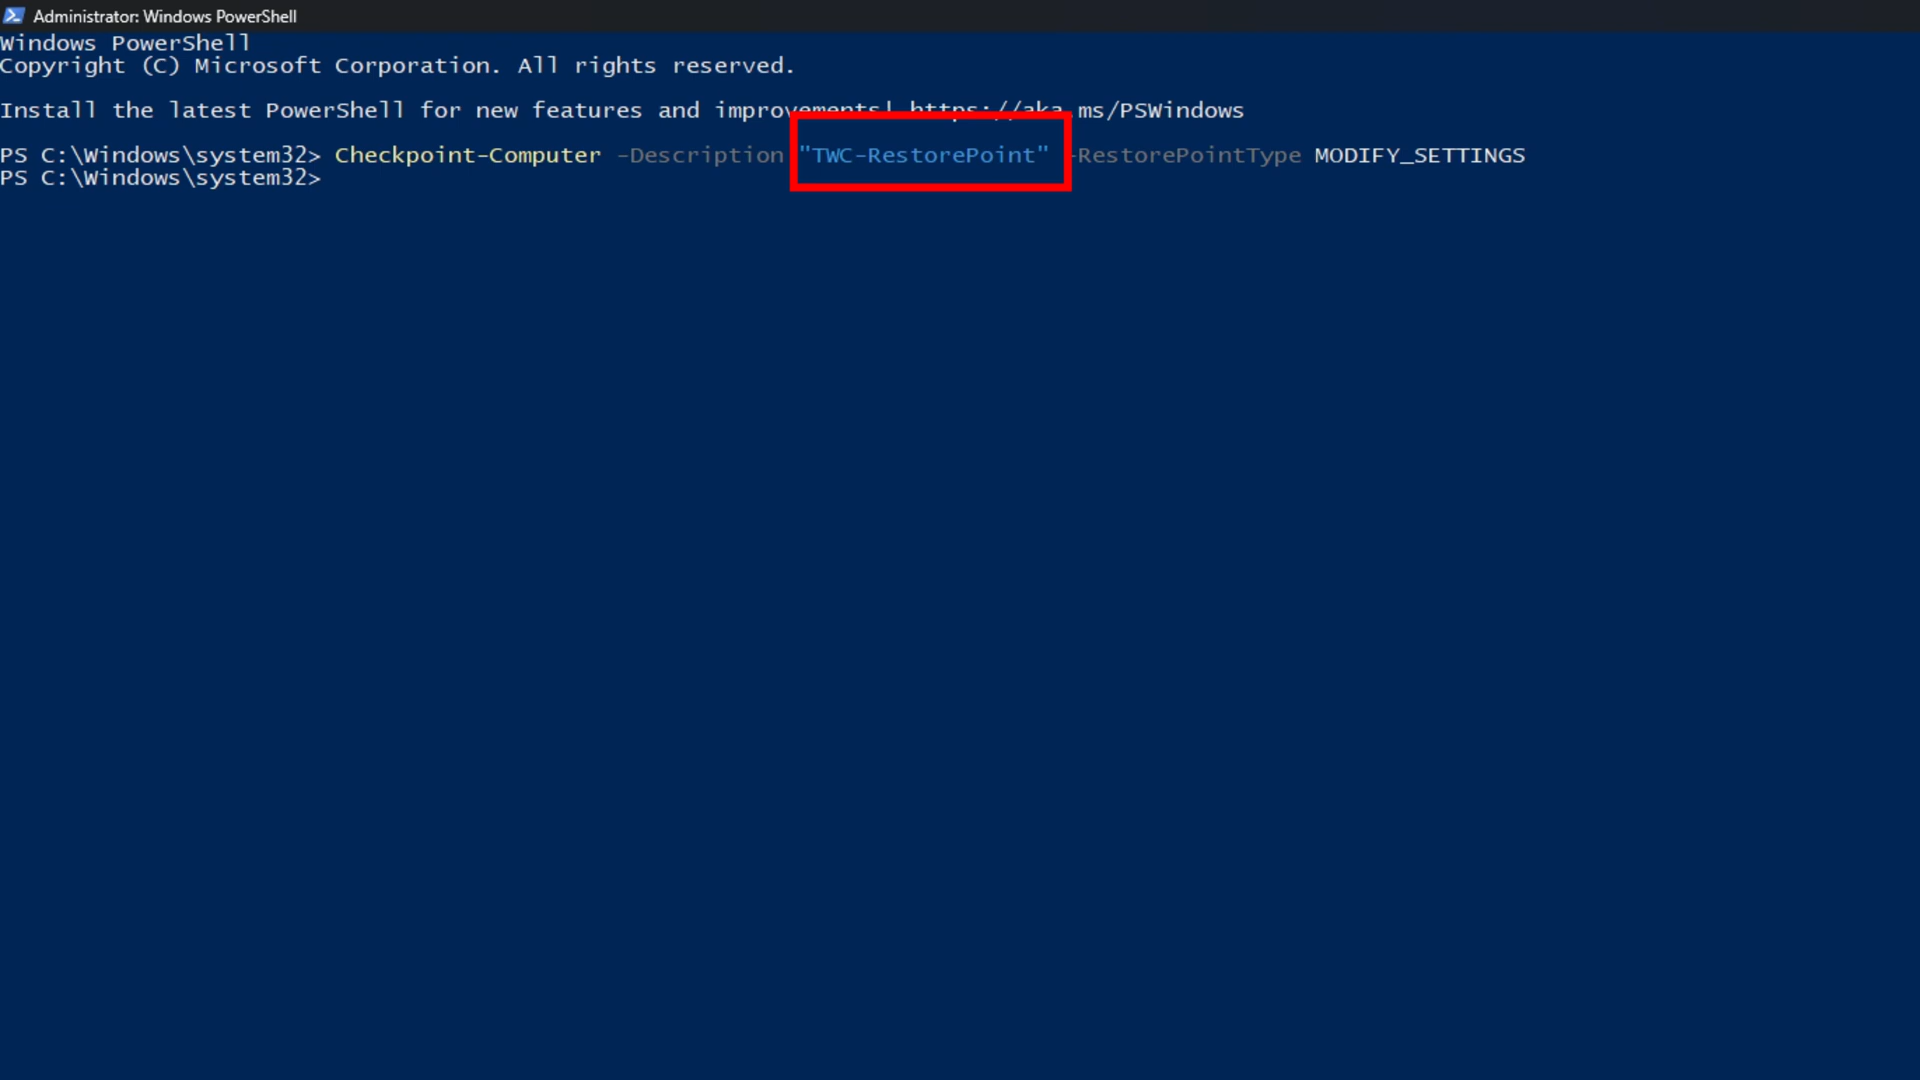 Administrator: Windows PowerShell
Windows PowerShell
Copyright (C) Microsoft Corporation. All rights reserved.
Install the latest PowerShell for new features and improvements! https://aka.ms/PSWindows
PS C:\Windows\system32> Checkpoint-Computer -Description "TWC-RestorePoint" -RestorePointType MODIFY_SETTINGS
PS C:\Windows\system32>